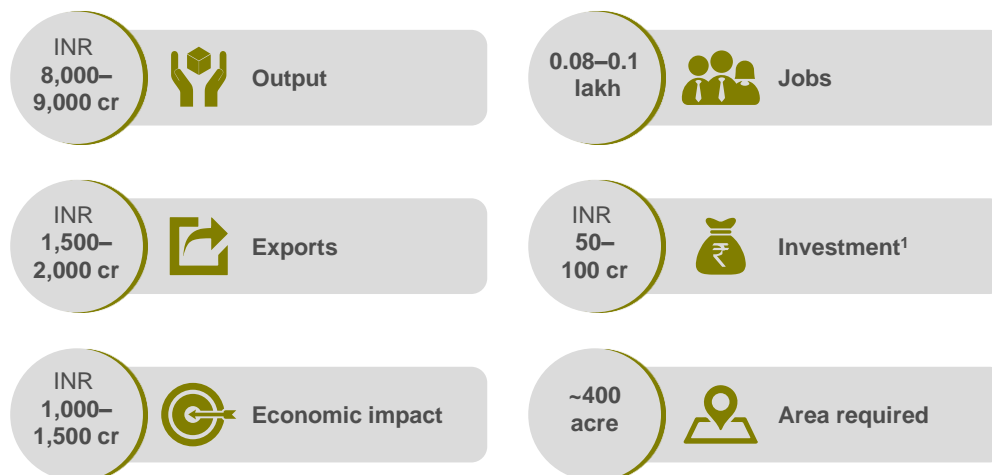 INR
8,000–
9,000 cr
Output
0.08–0.1
lakh
Jobs
INR
1,500–
2,000 cr
Exports
INR
50–
100 cr
₹
Investment¹
INR
1,000–
1,500 cr
Economic impact
~400
acre
Area required